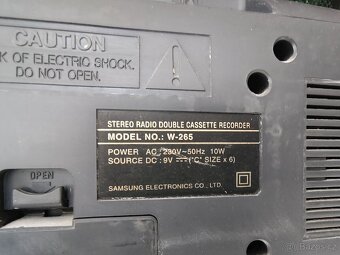 CAUTION
K OF ELECTRIC SHOCK.
DO NOT OPEN.
STEREO RADIO DOUBLE CASSETTE RECORDER
MODEL NO.: W-265
POWER AC: 230V~50Hz 10W
SOURCE DC: 9V ⎓ ("C" SIZE x 6)
SAMSUNG ELECTRONICS CO., LTD.
OPEN